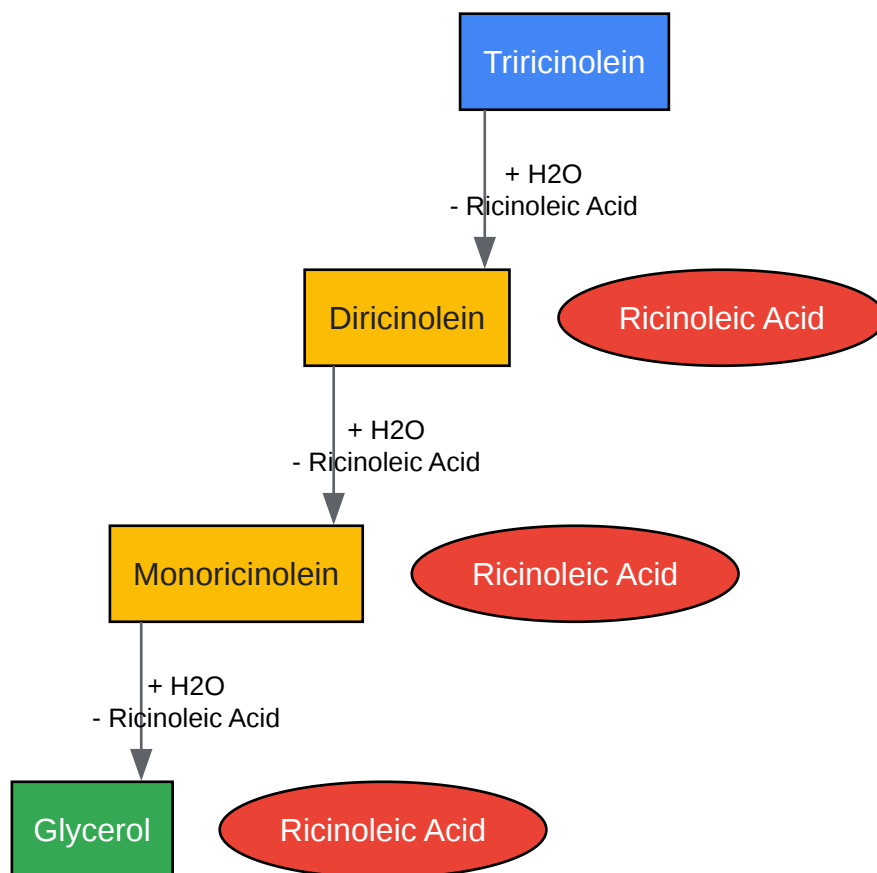 Triricinolein
+ H2O
- Ricinoleic Acid
Diricinolein
Ricinoleic Acid
+ H2O
- Ricinoleic Acid
Monoricinolein
Ricinoleic Acid
+ H2O
- Ricinoleic Acid
Glycerol
Ricinoleic Acid